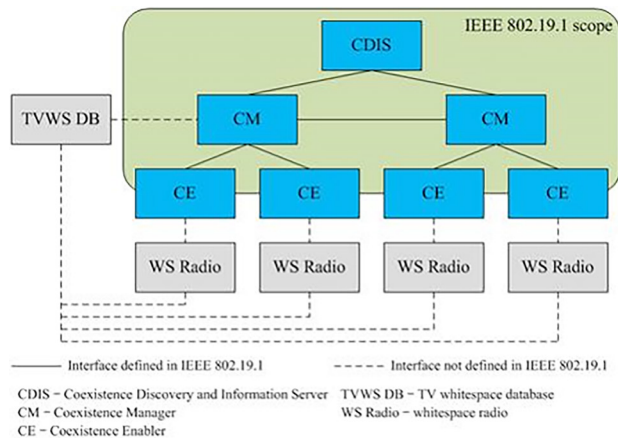 IEEE 802.19.1 scope
CDIS
TVWS DB
CM
CM
CE
CE
CE
CE
WS Radio
WS Radio
WS Radio
WS Radio
Interface defined in IEEE 802.19.1
Interface not defined in IEEE 802.19.1
CDIS – Coexistence Discovery and Information Server
TVWS DB – TV whitespace database
CM – Coexistence Manager
WS Radio – whitespace radio
CE – Coexistence Enabler